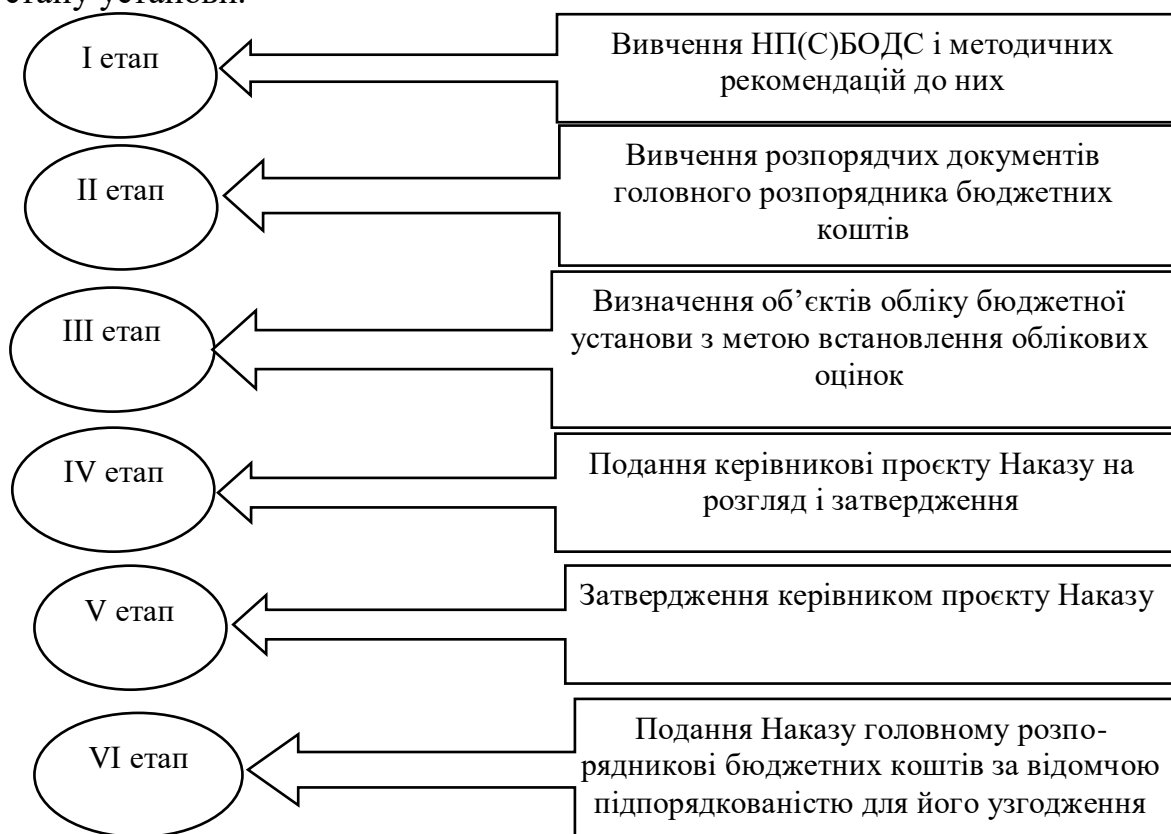 стану установи.
I етап
Вивчення НП(С)БОДС і методичних
рекомендацій до них
II етап
Вивчення розпорядчих документів
головного розпорядника бюджетних
коштів
III етап
Визначення об’єктів обліку бюджетної
установи з метою встановлення облікових
оцінок
IV етап
Подання керівникові проєкту Наказу на
розгляд і затвердження
V етап
Затвердження керівником проєкту Наказу
VI етап
Подання Наказу головному розпо-
рядникові бюджетних коштів за відомчою
підпорядкованістю для його узгодження